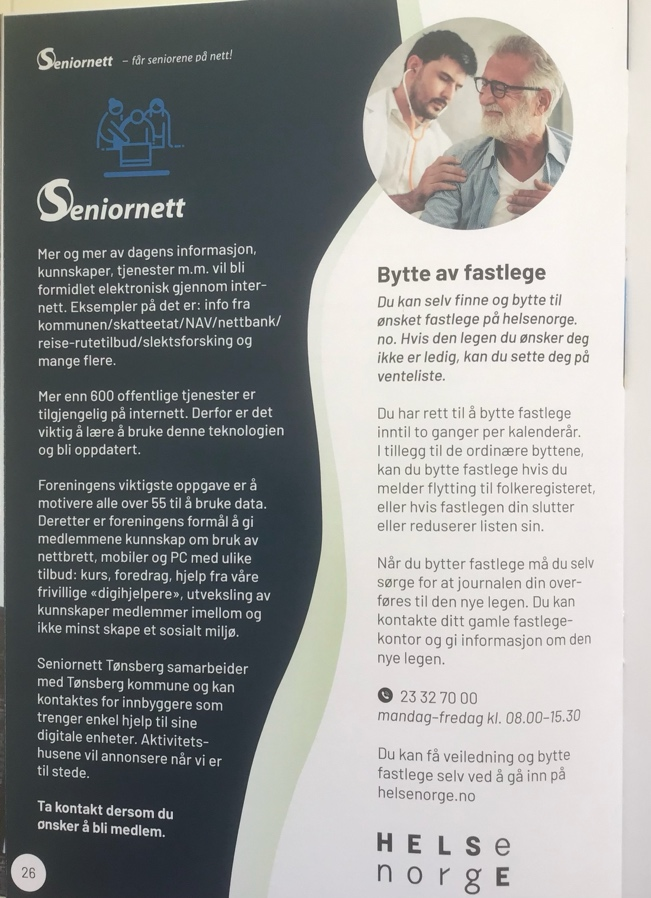 Seniornett – får seniorene på nett!
Seniornett
Mer og mer av dagens informasjon,
kunnskaper, tjenester m.m. vil bli
formidlet elektronisk gjennom inter-
nett. Eksempler på det er: info fra
kommunen/skatteetat/NAV/nettbank/
reise-rutetilbud/slektsforsking og
mange flere.
Mer enn 600 offentlige tjenester er
tilgjengelig på internett. Derfor er det
viktig å lære å bruke denne teknologien
og bli oppdatert.
Foreningens viktigste oppgave er å
motivere alle over 55 til å bruke data.
Deretter er foreningens formål å gi
medlemmene kunnskap om bruk av
nettbrett, mobiler og PC med ulike
tilbud: kurs, foredrag, hjelp fra våre
frivillige «digihjelpere», utveksling av
kunnskaper medlemmer imellom og
ikke minst skape et sosialt miljø.
Seniornett Tønsberg samarbeider
med Tønsberg kommune og kan
kontaktes for innbyggere som
trenger enkel hjelp til sine
digitale enheter. Aktivitets-
husene vil annonsere når vi er
til stede.
Ta kontakt dersom du
ønsker å bli medlem.
26
Bytte av fastlege
Du kan selv finne og bytte til
ønsket fastlege på helsenorge.
no. Hvis den legen du ønsker deg
ikke er ledig, kan du sette deg på
venteliste.
Du har rett til å bytte fastlege
inntil to ganger per kalenderår.
I tillegg til de ordinære byttene,
kan du bytte fastlege hvis du
melder flytting til folkeregisteret,
eller hvis fastlegen din slutter
eller reduserer listen sin.
Når du bytter fastlege må du selv
sørge for at journalen din over-
føres til den nye legen. Du kan
kontakte ditt gamle fastlege-
kontor og gi informasjon om den
nye legen.
23 32 70 00
mandag–fredag kl. 08.00–15.30
Du kan få veiledning og bytte
fastlege selv ved å gå inn på
helsenorge.no
HELSe
norgE